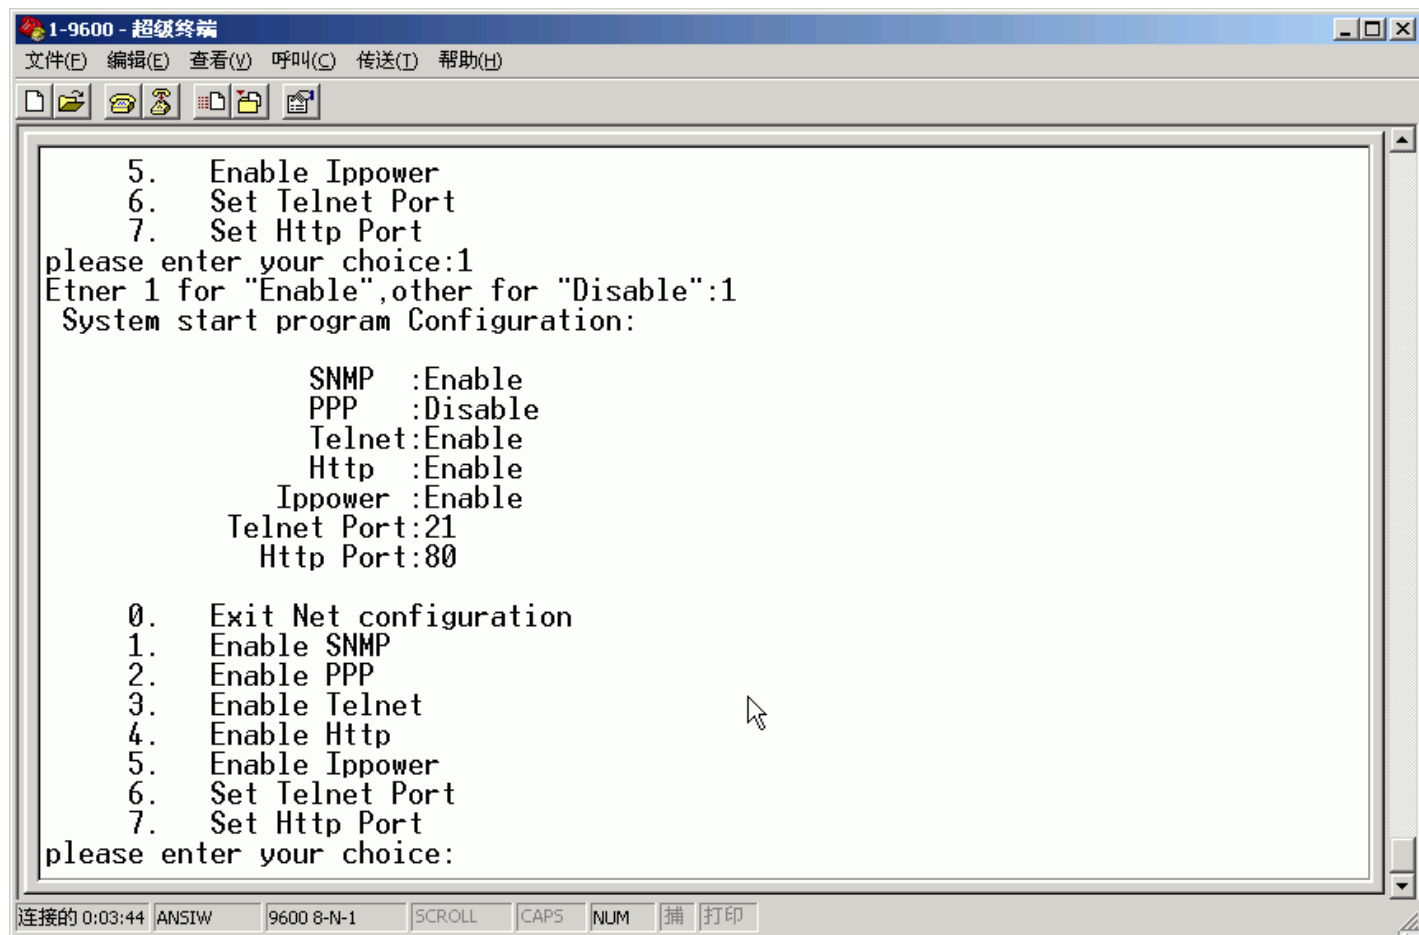 1-9600 - 超级终端
文件(F) 编辑(E) 查看(V) 呼叫(C) 传送(T) 帮助(H)
5. Enable Ippower
6. Set Telnet Port
7. Set Http Port
please enter your choice:1
Etner 1 for "Enable",other for "Disable":1
System start program Configuration:
SNMP :Enable
PPP :Disable
Telnet:Enable
Http :Enable
Ippower :Enable
Telnet Port:21
Http Port:80
0. Exit Net configuration
1. Enable SNMP
2. Enable PPP
3. Enable Telnet
4. Enable Http
5. Enable Ippower
6. Set Telnet Port
7. Set Http Port
please enter your choice:
连接的 0:03:44 ANSIW 9600 8-N-1 SCROLL CAPS NUM 捕 打印